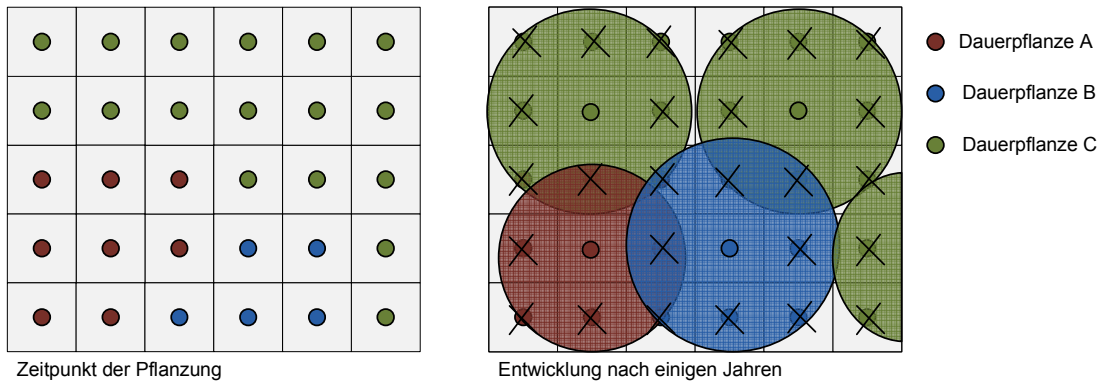 Dauerpflanze A
Dauerpflanze B
Dauerpflanze C
Zeitpunkt der Pflanzung
Entwicklung nach einigen Jahren